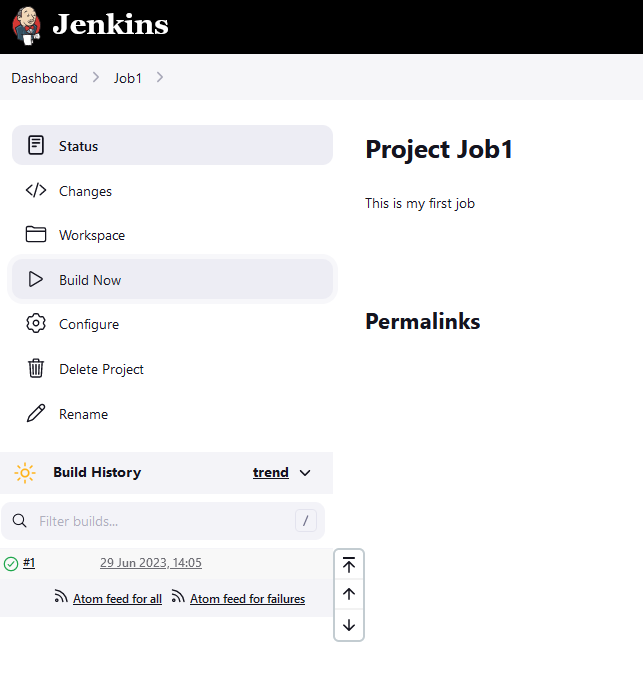 Jenkins
Dashboard > Job1 >
Status
Changes
Workspace
Build Now
Configure
Delete Project
Rename
Project Job1
This is my first job
Permalinks
Build History trend
Filter builds... /
#1 29 Jun 2023, 14:05
Atom feed for all Atom feed for failures